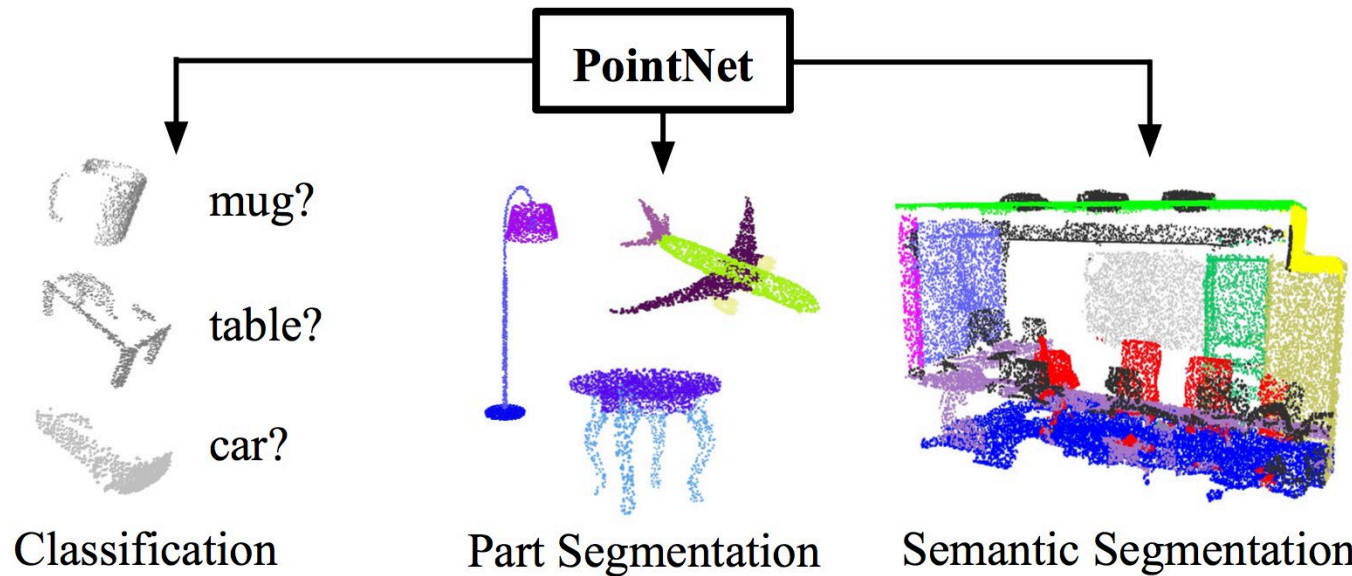 PointNet
mug?
table?
car?
Classification
Part Segmentation
Semantic Segmentation